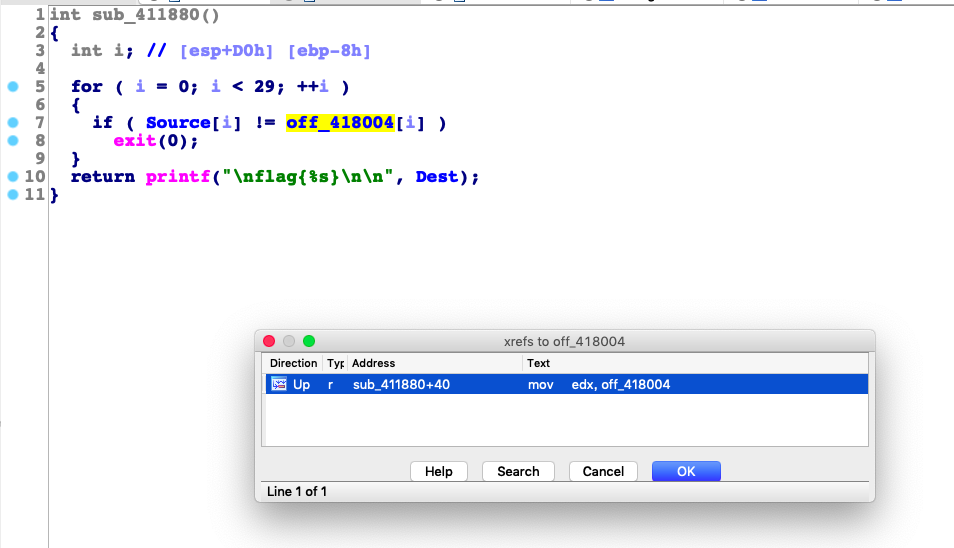 1 int sub_411880()
2 {
3 int i; // [esp+D0h] [ebp-8h]
4
5 for ( i = 0; i < 29; ++i )
6 {
7 if ( Source[i] != off_418004[i] )
8 exit(0);
9 }
10 return printf("\nflag{%s}\n\n", Dest);
11 }
xrefs to off_418004
Direction Typ Address Text
Up r sub_411880+40 mov edx, off_418004
Help Search Cancel OK
Line 1 of 1